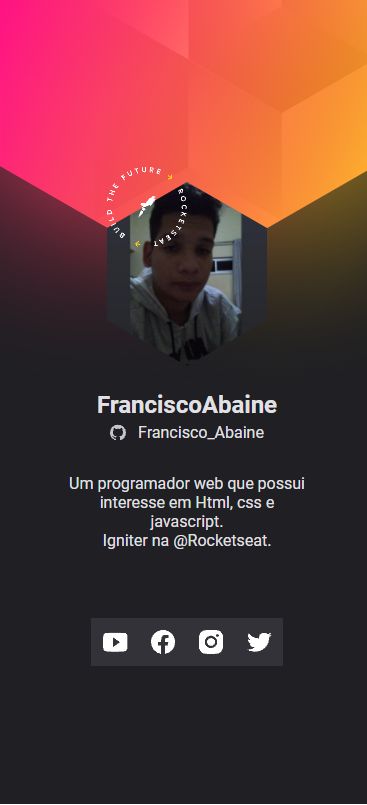 BUILD THE FUTURE
ROCKETSEAT
FranciscoAbaine
Francisco_Abaine
Um programador web que possui
interesse em Html, css e
javascript.
Igniter na @Rocketseat.